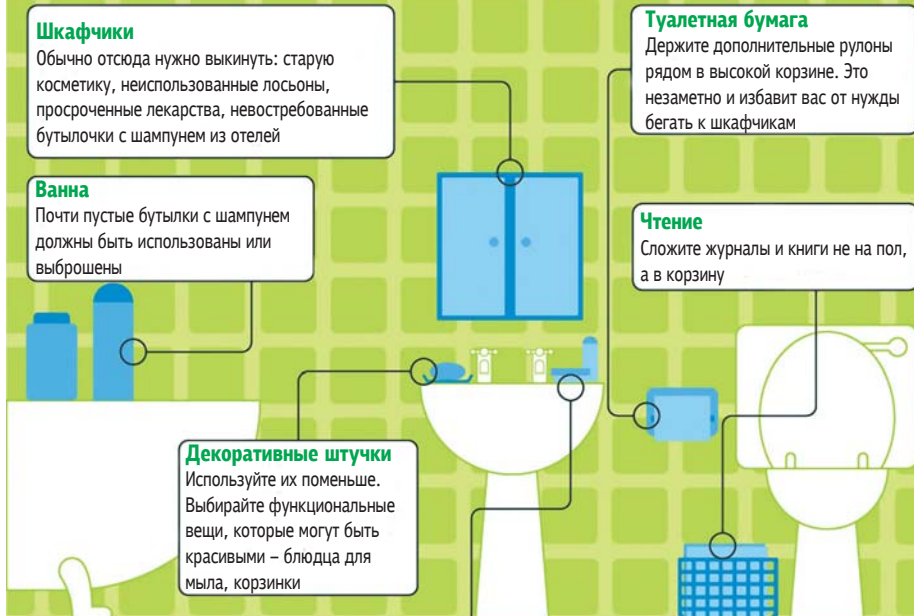 Шкафчики
Обычно отсюда нужно выкинуть: старую
косметику, неиспользованные лосьоны,
просроченные лекарства, невостребованные
бутылочки с шампунем из отелей
Туалетная бумага
Держите дополнительные рулоны
рядом в высокой корзине. Это
незаметно и избавит вас от нужды
бегать к шкафчикам
Ванна
Почти пустые бутылки с шампунем
должны быть использованы или
выброшены
Чтение
Сложите журналы и книги не на пол,
а в корзину
Декоративные штучки
Используйте их поменьше.
Выбирайте функциональные
вещи, которые могут быть
красивыми – блюдца для
мыла, корзинки